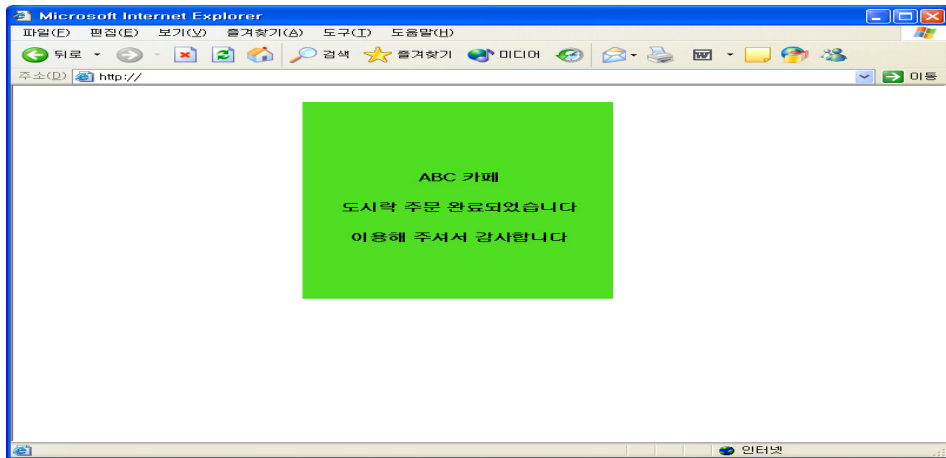 Microsoft Internet Explorer
파일(F) 편집(E) 보기(V) 즐겨찾기(A) 도구(T) 도움말(H)
뒤로 검색 즐겨찾기 미디어
주소(D) http:// 이동
ABC 카페
도시락 주문 완료되었습니다
이용해 주셔서 감사합니다
인터넷